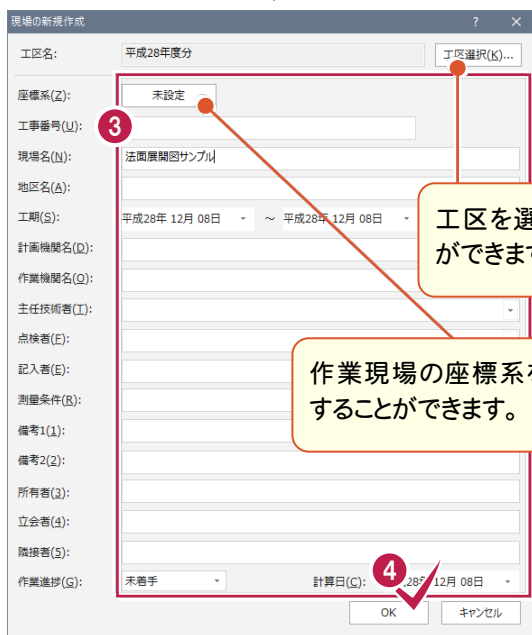 現場の新規作成 ?
工区名: 平成28年度分 工区選択(K)...
座標系(Z): 未設定
工事番号(U): 3
現場名(N): 法面展開図サンプル
地区名(A):
工期(S): 平成28年 12月 08日 ～ 平成28年 12月 08日
工区を選
ができます
計画機関名(D):
作業機関名(O):
主任技術者(T):
点検者(F):
記入者(E):
作業現場の座標系を
することができます。
測量条件(R):
備考1(1):
備考2(2):
所有者(3):
立会者(4):
隣接者(5):
作業進捗(G): 未着手 計算日(C): 4 28年 12月 08日
OK キャンセル